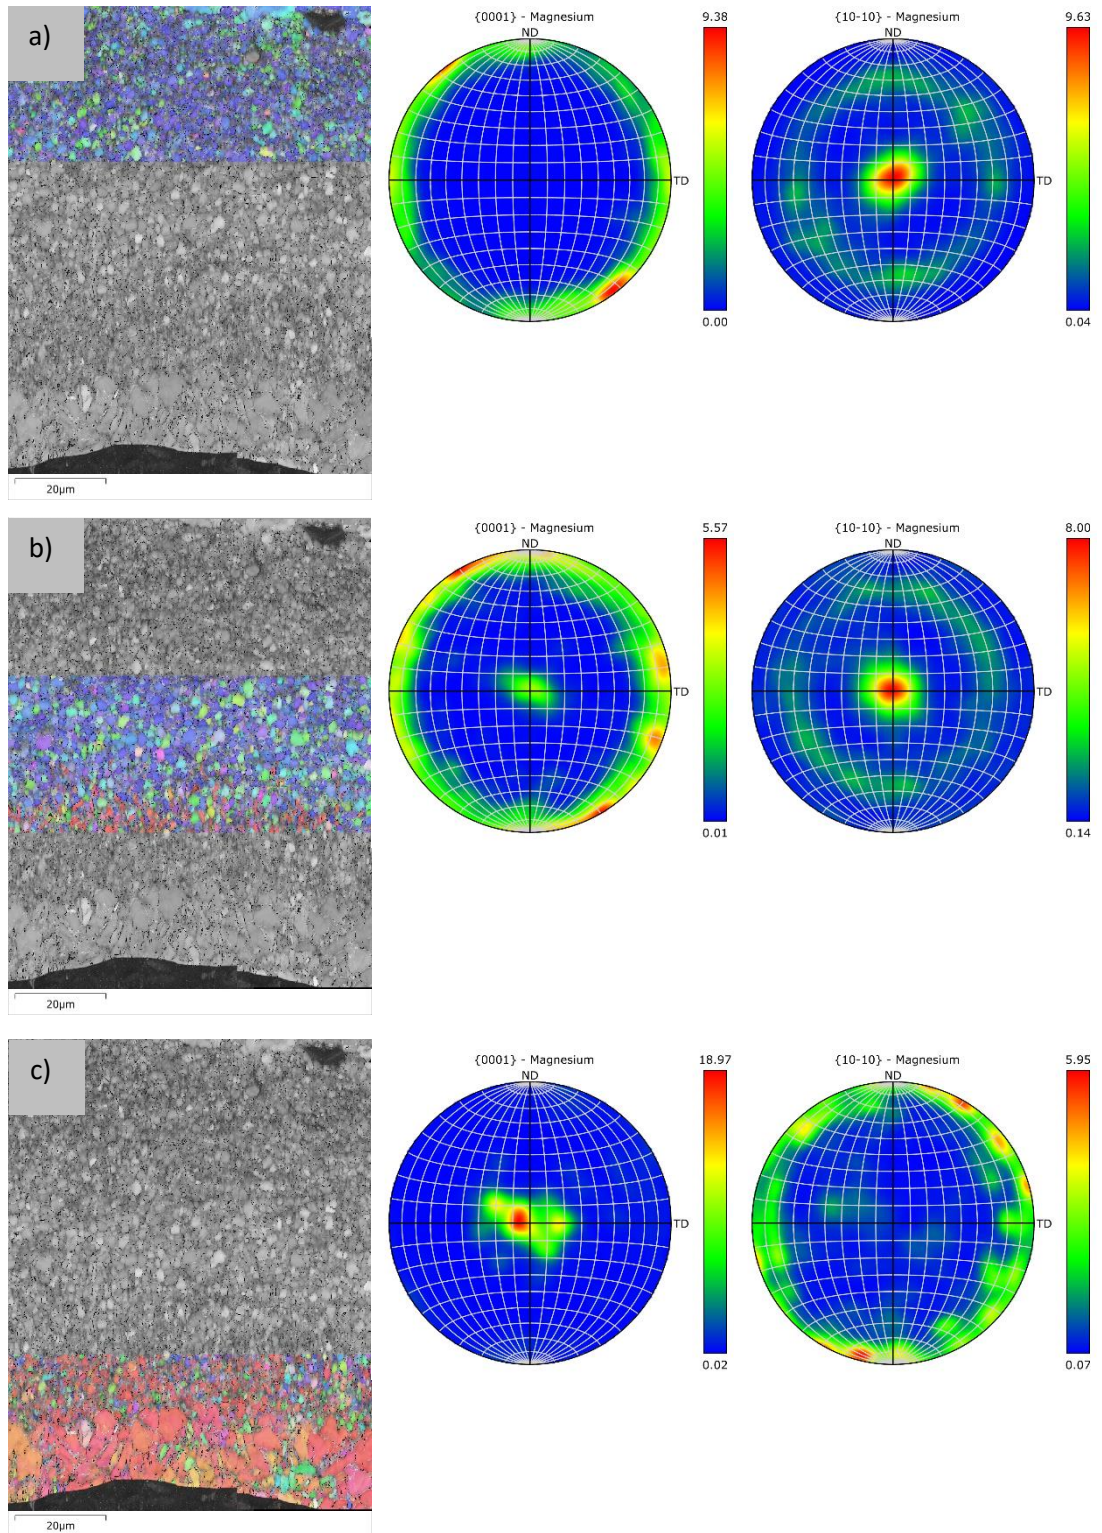 a)
20µm
{0001} - Magnesium
ND
TD
9.38
0.00
{10-10} - Magnesium
ND
TD
9.63
0.04
b)
20µm
{0001} - Magnesium
ND
TD
5.57
0.01
{10-10} - Magnesium
ND
TD
8.00
0.14
c)
20µm
{0001} - Magnesium
ND
TD
18.97
0.02
{10-10} - Magnesium
ND
TD
5.95
0.07